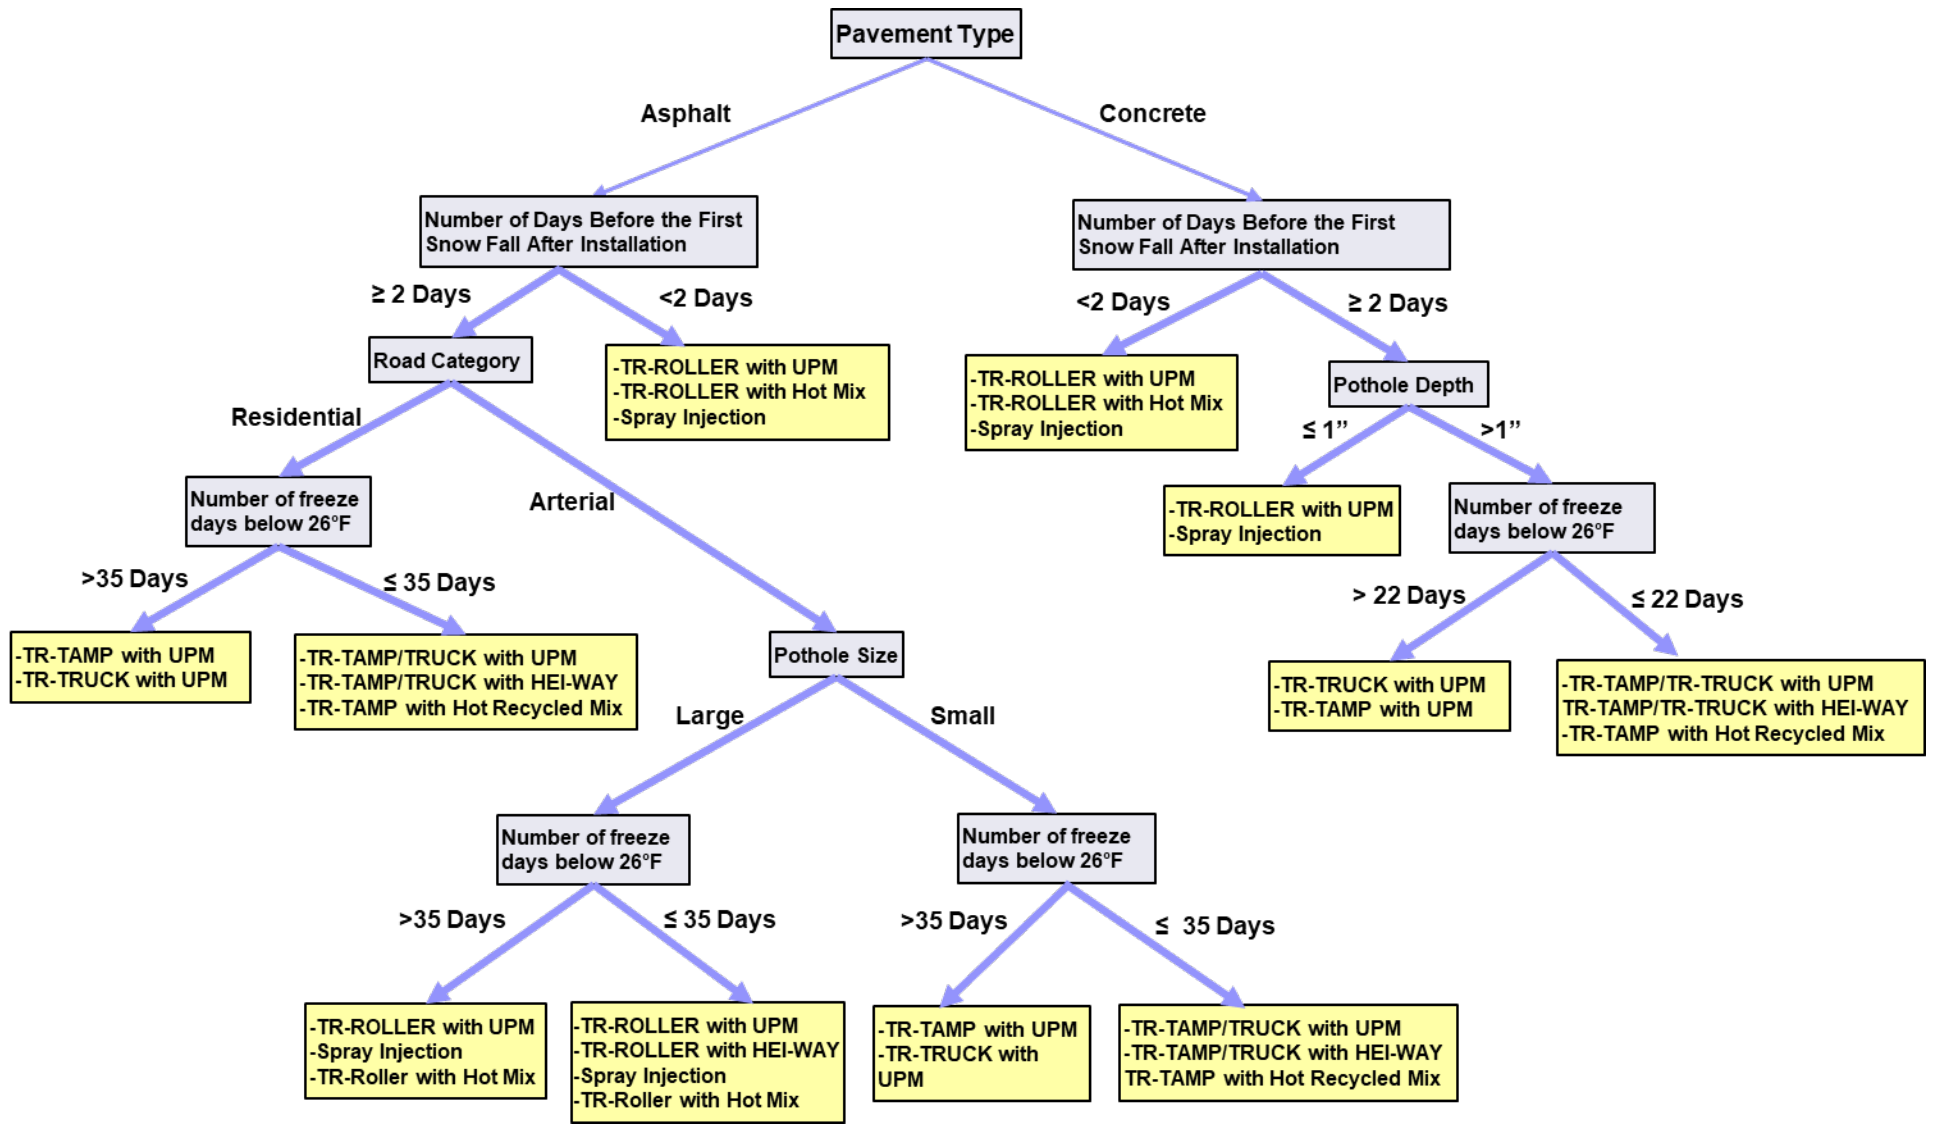 Pavement Type
Asphalt
Concrete
Number of Days Before the First
Snow Fall After Installation
Number of Days Before the First
Snow Fall After Installation
≥ 2 Days
<2 Days
<2 Days
≥ 2 Days
Road Category
-TR-ROLLER with UPM
-TR-ROLLER with Hot Mix
-Spray Injection
-TR-ROLLER with UPM
-TR-ROLLER with Hot Mix
-Spray Injection
Pothole Depth
Residential
Arterial
≤ 1”
>1”
Number of freeze
days below 26°F
-TR-ROLLER with UPM
-Spray Injection
Number of freeze
days below 26°F
>35 Days
≤ 35 Days
> 22 Days
≤ 22 Days
-TR-TAMP with UPM
-TR-TRUCK with UPM
-TR-TAMP/TRUCK with UPM
-TR-TAMP/TRUCK with HEI-WAY
-TR-TAMP with Hot Recycled Mix
Pothole Size
-TR-TRUCK with UPM
-TR-TAMP with UPM
-TR-TAMP/TR-TRUCK with UPM
TR-TAMP/TR-TRUCK with HEI-WAY
-TR-TAMP with Hot Recycled Mix
Large
Small
Number of freeze
days below 26°F
Number of freeze
days below 26°F
>35 Days
≤ 35 Days
>35 Days
≤ 35 Days
-TR-ROLLER with UPM
-Spray Injection
-TR-Roller with Hot Mix
-TR-ROLLER with UPM
-TR-ROLLER with HEI-WAY
-Spray Injection
-TR-Roller with Hot Mix
-TR-TAMP with UPM
-TR-TRUCK with
UPM
-TR-TAMP/TRUCK with UPM
-TR-TAMP/TRUCK with HEI-WAY
TR-TAMP with Hot Recycled Mix